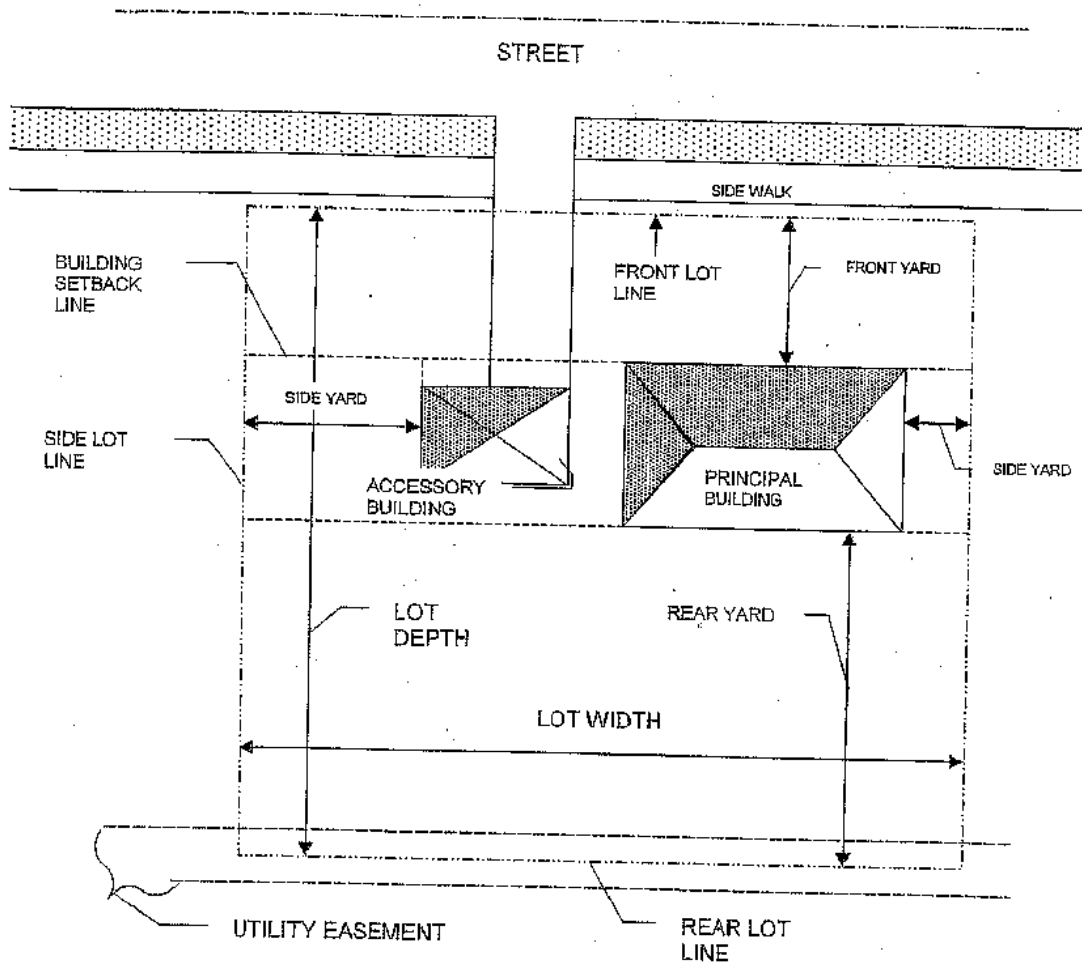 STREET
SIDE WALK
BUILDING
SETBACK
LINE
FRONT LOT
LINE
FRONT YARD
SIDE YARD
SIDE LOT
LINE
ACCESSORY
BUILDING
PRINCIPAL
BUILDING
SIDE YARD
LOT
DEPTH
REAR YARD
LOT WIDTH
UTILITY EASEMENT
REAR LOT
LINE